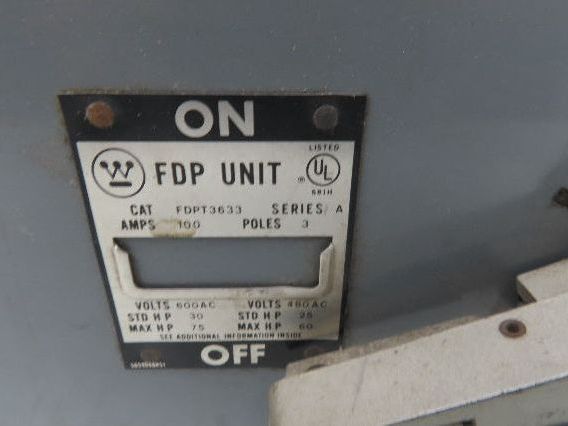 ON
LISTED
FDP UNIT UL
CAT FDPT3633 SERIES A
AMPS 100 POLES 3
VOLTS 600AC VOLTS 480AC
STD HP 30 STD HP 25
MAX HP 75 MAX HP 60
SEE ADDITIONAL INFORMATION INSIDE
OFF